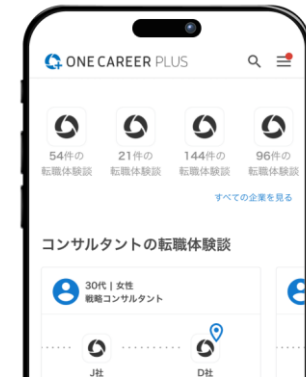 ONE CAREER PLUS
54件の
転職体験談
21件の
転職体験談
144件の
転職体験談
96件の
転職体験談
すべての企業を見る
コンサルタントの転職体験談
30代 | 女性
戦略コンサルタント
J社
D社